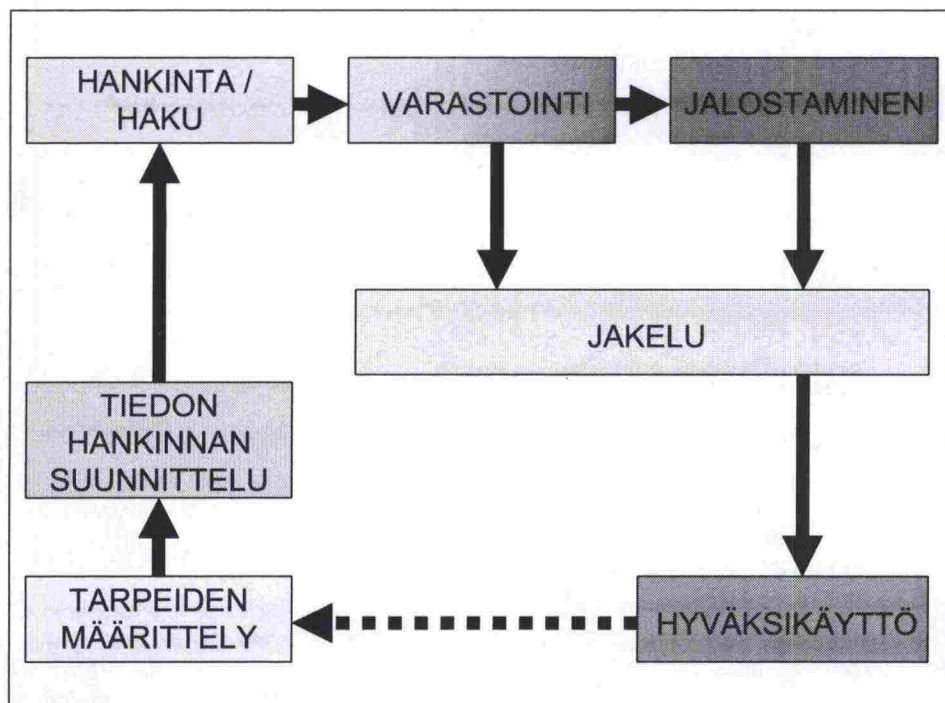 HANKINTA /
HAKU
VARASTOINTI
JALOSTAMINEN
JAKELU
TIEDON
HANKINNAN
SUUNNITTELU
TARPEIDEN
MÄÄRITTELY
HYVÄKSIKÄYTTÖ